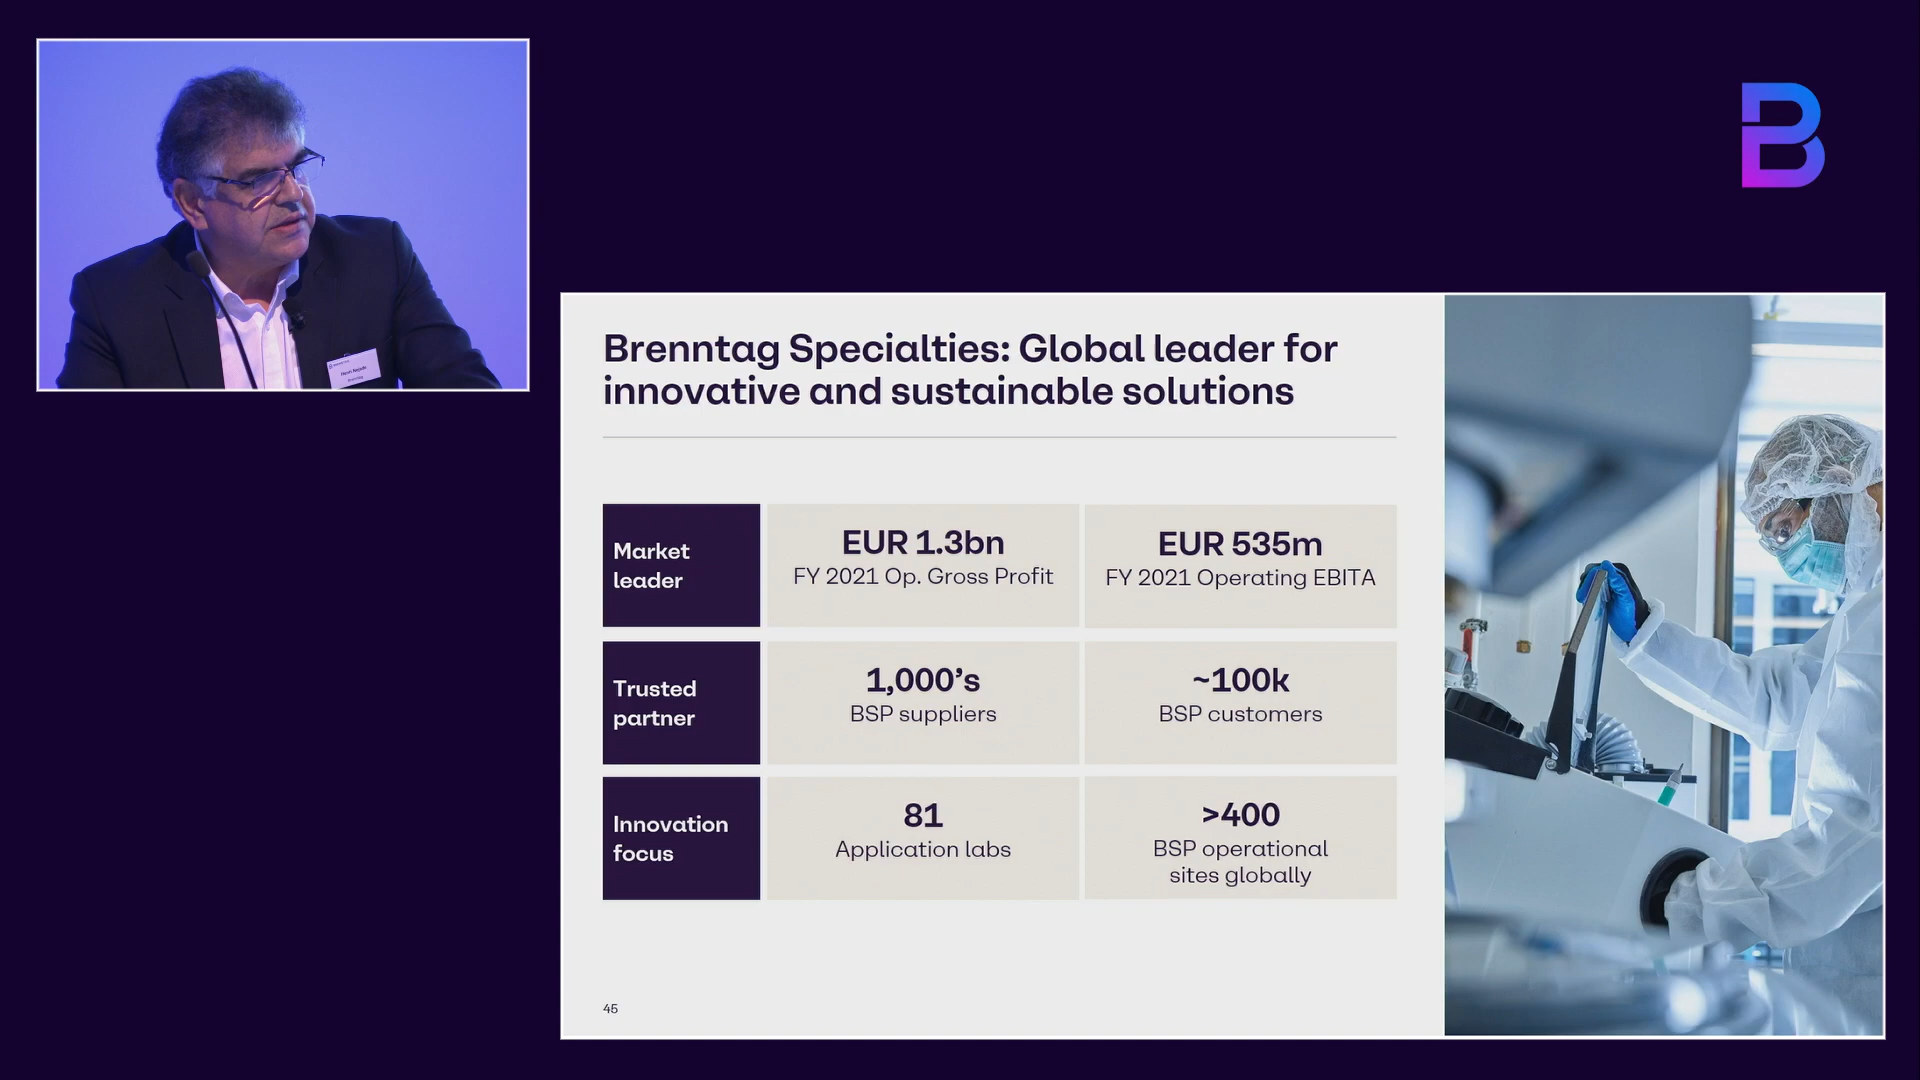 Brenntag Specialties: Global leader for
innovative and sustainable solutions
Market
leader
EUR 1.3bn
FY 2021 Op. Gross Profit
EUR 535m
FY 2021 Operating EBITA
Trusted
partner
1,000’s
BSP suppliers
~100k
BSP customers
Innovation
focus
81
Application labs
>400
BSP operational
sites globally
45